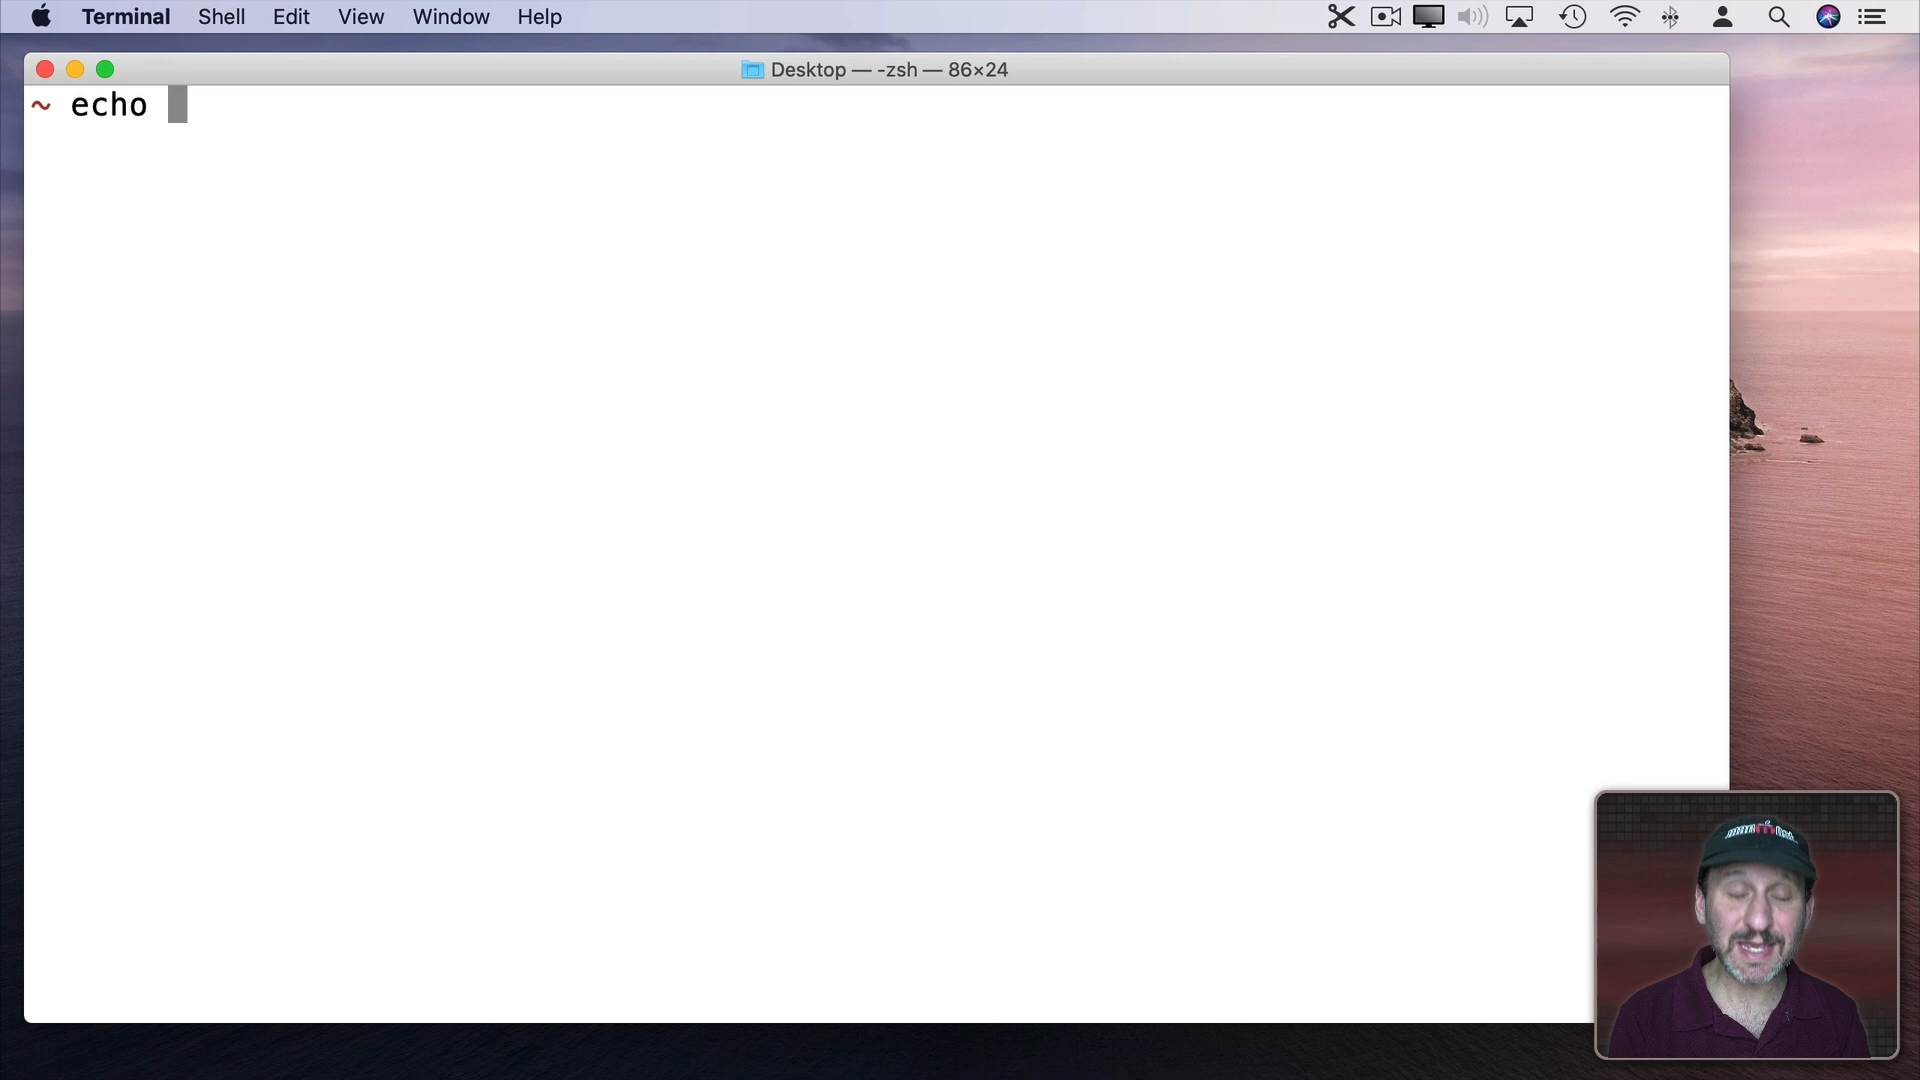 Terminal Shell Edit View Window Help
Desktop — -zsh — 86×24
~ echo